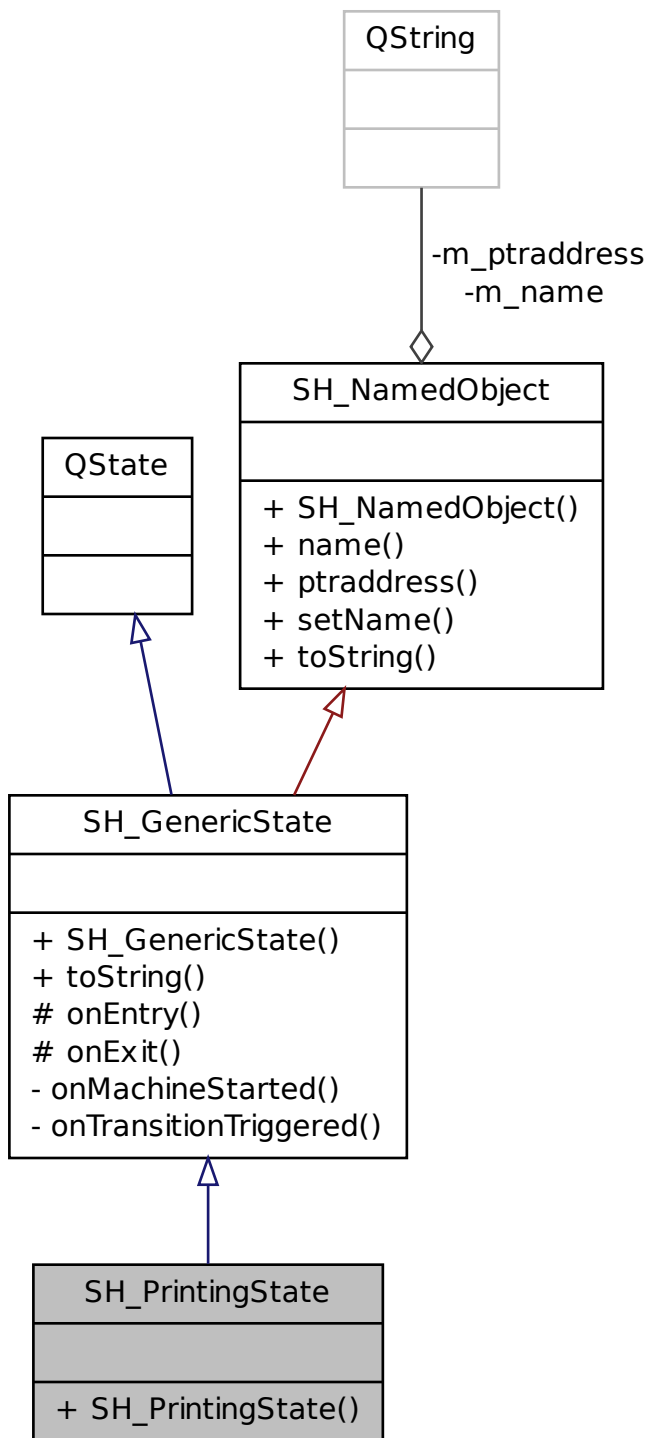 QString
-m_ptraddress
-m_name
SH_NamedObject
+ SH_NamedObject()
+ name()
+ ptraddress()
+ setName()
+ toString()
QState
SH_GenericState
+ SH_GenericState()
+ toString()
# onEntry()
# onExit()
- onMachineStarted()
- onTransitionTriggered()
SH_PrintingState
+ SH_PrintingState()